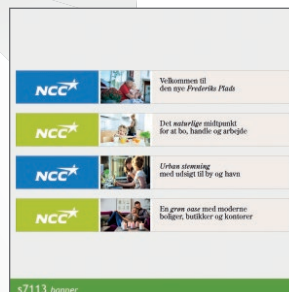 NCC
Velkommen til
den nye Frederiks Plads
NCC
Det naturlige midtpunkt
for at bo, handle og arbejde
NCC
Urban stemning
med udsigt til by og havn
NCC
En grøn oase med moderne
boliger, butikker og kontorer
s7113 banner